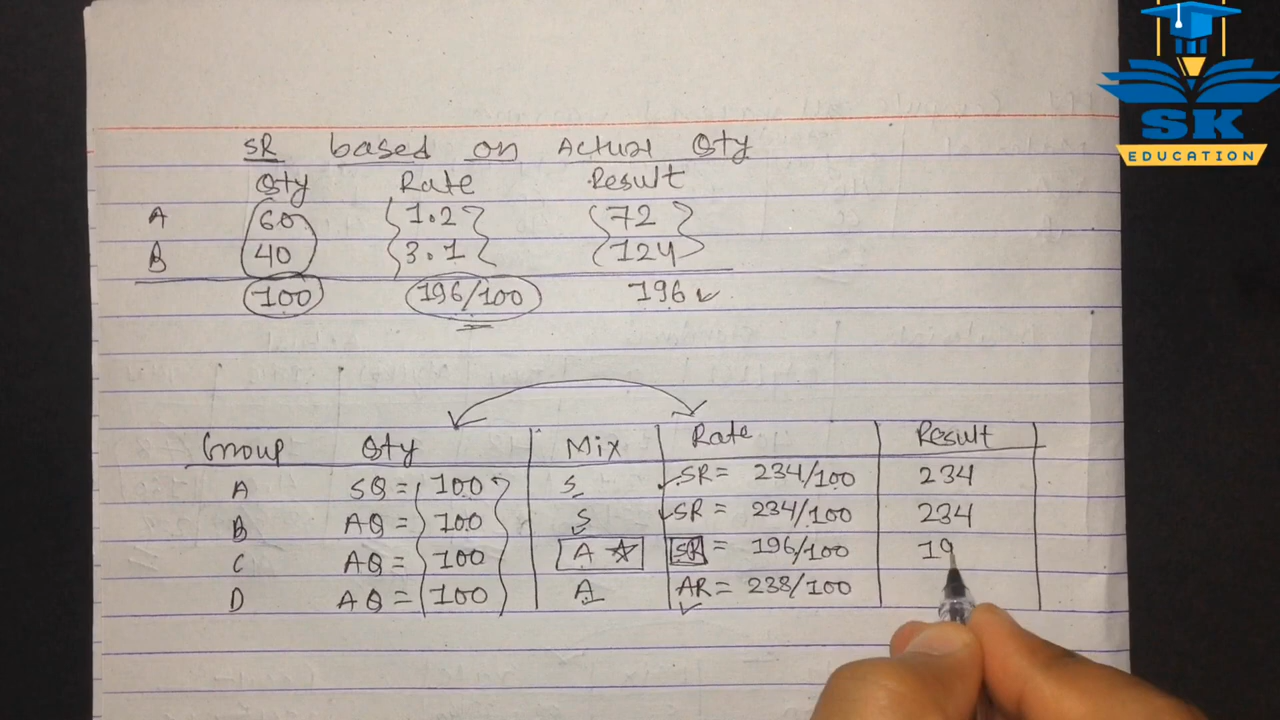 SK
EDUCATION
SR based on Actual Qty
Qty Rate Result
A 60 1.2 72
B 40 3.1 124
100 196/100 196
Group Qty Mix Rate Result
A SQ = 100 S SR = 234/100 234
B AQ = 100 S SR = 234/100 234
C AQ = 100 A SR = 196/100 19
D AQ = 100 A AR = 238/100